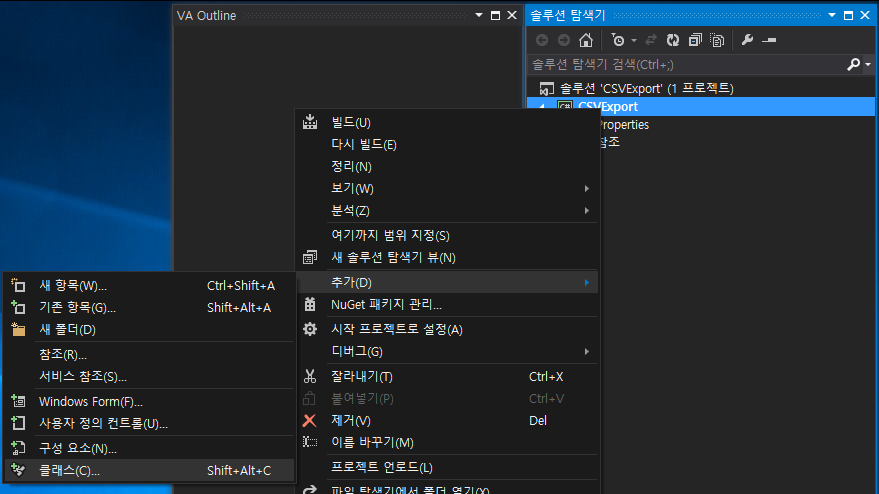 VA Outline
솔루션 탐색기
솔루션 탐색기 검색(Ctrl+;)
솔루션 'CSVExport' (1 프로젝트)
C# CSVExport
Properties
참조
빌드(U)
다시 빌드(E)
정리(N)
보기(W)
분석(Z)
여기까지 범위 지정(S)
새 솔루션 탐색기 뷰(N)
추가(D)
NuGet 패키지 관리...
시작 프로젝트로 설정(A)
디버그(G)
잘라내기(T) Ctrl+X
붙여넣기(P) Ctrl+V
제거(V) Del
이름 바꾸기(M)
프로젝트 언로드(L)
파일 탐색기에서 폴더 열기(X)
새 항목(W)... Ctrl+Shift+A
기존 항목(G)... Shift+Alt+A
새 폴더(D)
참조(R)...
서비스 참조(S)...
Windows Form(F)...
사용자 정의 컨트롤(U)...
구성 요소(N)...
클래스(C)... Shift+Alt+C